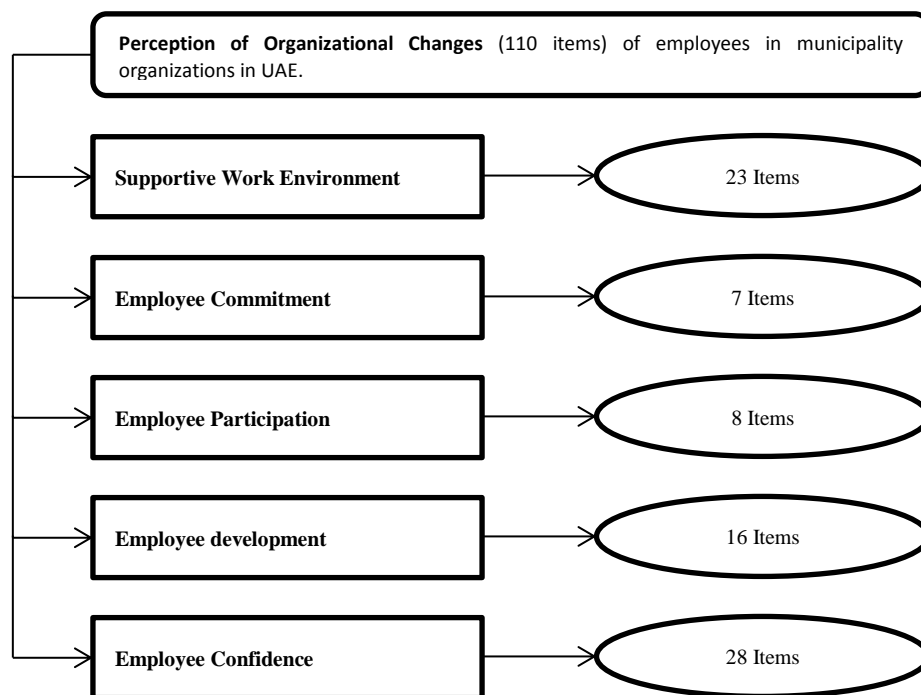 Perception of Organizational Changes (110 items) of employees in municipality
organizations in UAE.
Supportive Work Environment
23 Items
Employee Commitment
7 Items
Employee Participation
8 Items
Employee development
16 Items
Employee Confidence
28 Items